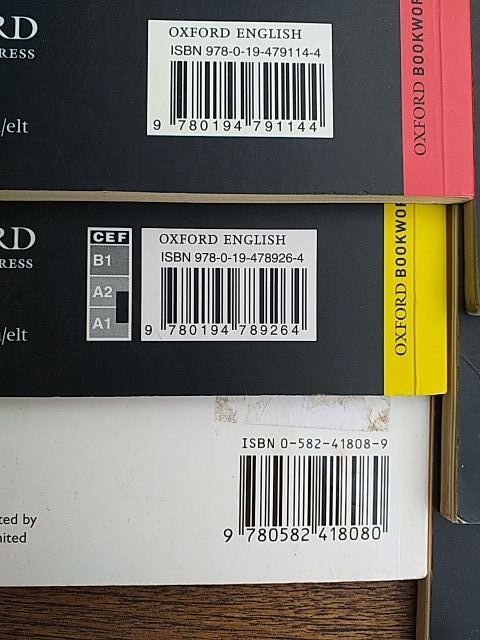 RD
RESS
/elt
OXFORD ENGLISH
ISBN 978-0-19-479114-4
9 780194 791144
OXFORD BOOKWOR
RD
RESS
/elt
CEF
B1
A2
A1
OXFORD ENGLISH
ISBN 978-0-19-478926-4
9 780194 789264
OXFORD BOOKWOR
ISBN 0-582-41808-9
9 780582 418080
ted by
nited